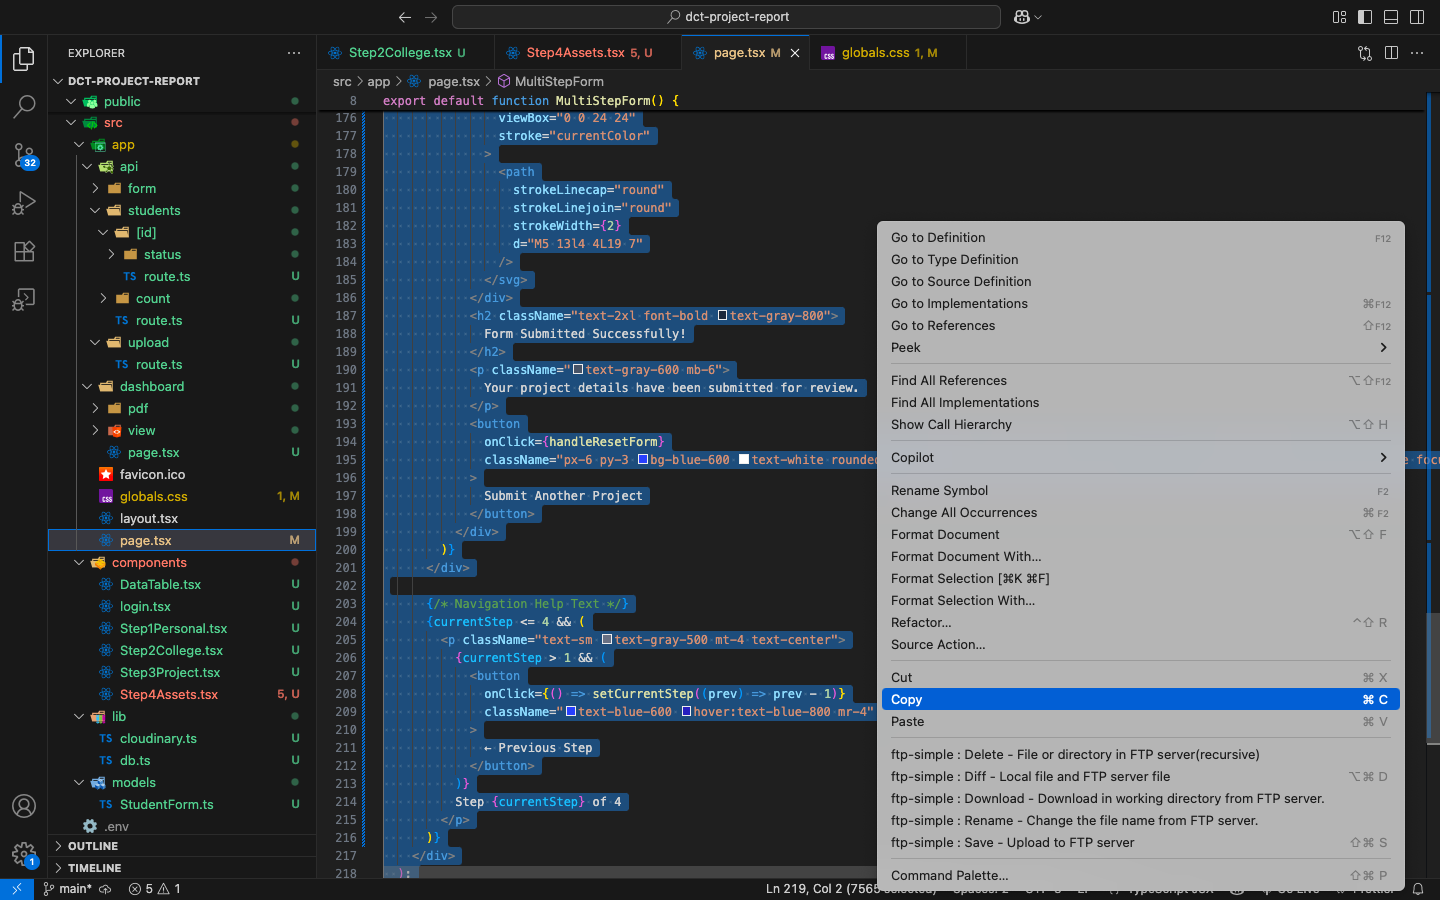 dct-project-report
EXPLORER
DCT-PROJECT-REPORT
public
src
app
api
form
students
[id]
status
TS route.ts U
count
TS route.ts U
upload
TS route.ts U
dashboard
pdf
view
page.tsx U
favicon.ico
globals.css 1, M
layout.tsx
page.tsx M
components
DataTable.tsx U
login.tsx U
Step1Personal.tsx U
Step2College.tsx U
Step3Project.tsx U
Step4Assets.tsx 5, U
lib
TS cloudinary.ts U
TS db.ts U
models
TS StudentForm.ts U
.env
OUTLINE
TIMELINE
32
1
Step2College.tsx U
Step4Assets.tsx 5, U
page.tsx M
globals.css 1, M
src > app > page.tsx > MultiStepForm
8 export default function MultiStepForm() {
176 viewBox="0 0 24 24"
177 stroke="currentColor"
178 >
179 <path
180 strokeLinecap="round"
181 strokeLinejoin="round"
182 strokeWidth={2}
183 d="M5 13l4 4L19 7"
184 />
185 </svg>
186 </div>
187 <h2 className="text-2xl font-bold text-gray-800">
188 Form Submitted Successfully!
189 </h2>
190 <p className="text-gray-600 mb-6">
191 Your project details have been submitted for review.
192 </p>
193 <button
194 onClick={handleResetForm}
195 className="px-6 py-3 bg-blue-600 text-white rounded
196 >
197 Submit Another Project
198 </button>
199 </div>
200 )}
201 </div>
202
203 {/* Navigation Help Text */}
204 {currentStep <= 4 && (
205 <p className="text-sm text-gray-500 mt-4 text-center">
206 {currentStep > 1 && (
207 <button
208 onClick={() => setCurrentStep((prev) => prev - 1)}
209 className="text-blue-600 hover:text-blue-800 mr-4"
210 >
211 ← Previous Step
212 </button>
213 )}
214 Step {currentStep} of 4
215 </p>
216 )}
217 </div>
218 );
Go to Definition F12
Go to Type Definition
Go to Source Definition
Go to Implementations ⌘F12
Go to References ⇧F12
Peek
Find All References ⌥⇧F12
Find All Implementations
Show Call Hierarchy ⌥⇧H
Copilot
Rename Symbol F2
Change All Occurrences ⌘F2
Format Document ⌥⇧F
Format Document With...
Format Selection [⌘K ⌘F]
Format Selection With...
Refactor... ^⇧R
Source Action...
Cut ⌘X
Copy ⌘C
Paste ⌘V
ftp-simple : Delete - File or directory in FTP server(recursive)
ftp-simple : Diff - Local file and FTP server file ⌥⌘D
ftp-simple : Download - Download in working directory from FTP server.
ftp-simple : Rename - Change the file name from FTP server.
ftp-simple : Save - Upload to FTP server ⇧⌘S
Command Palette... ⇧⌘P
main* 5 1
Ln 219, Col 2 (7565 selected)